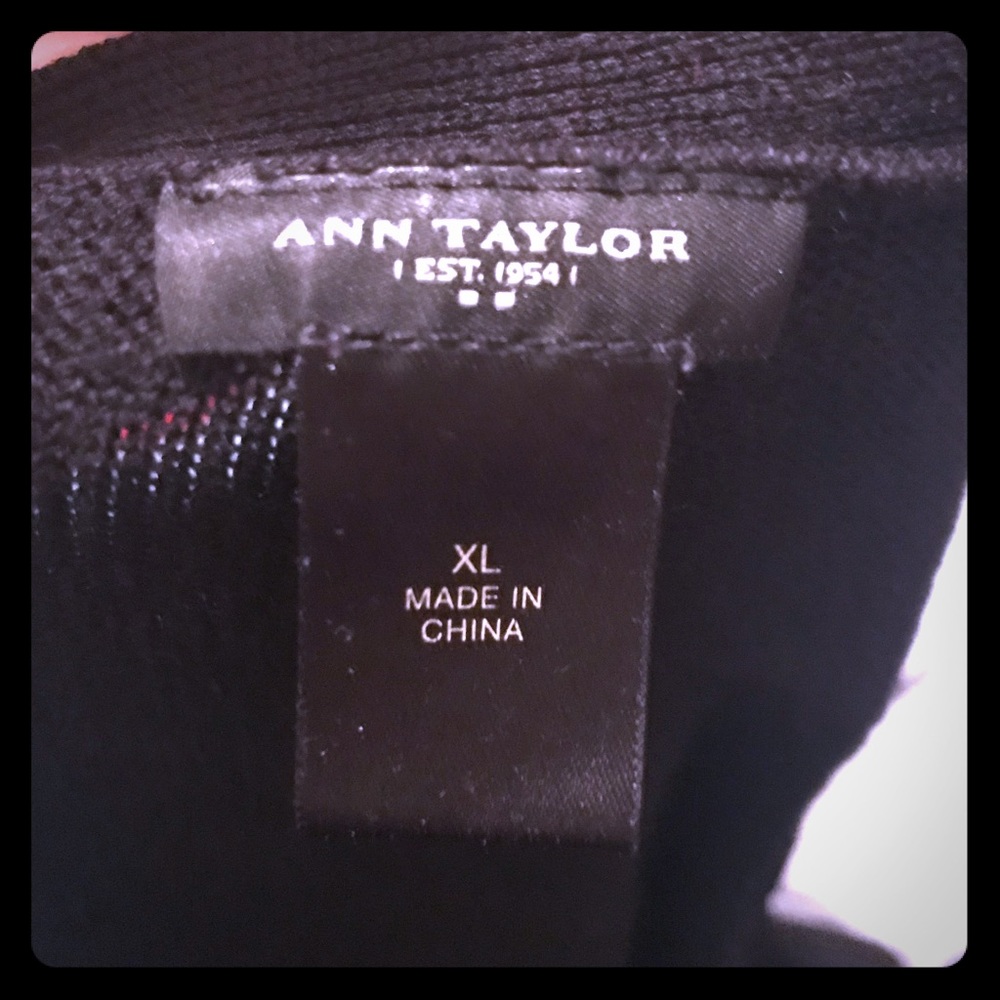 ANN TAYLOR
EST. 1954
XL
MADE IN
CHINA